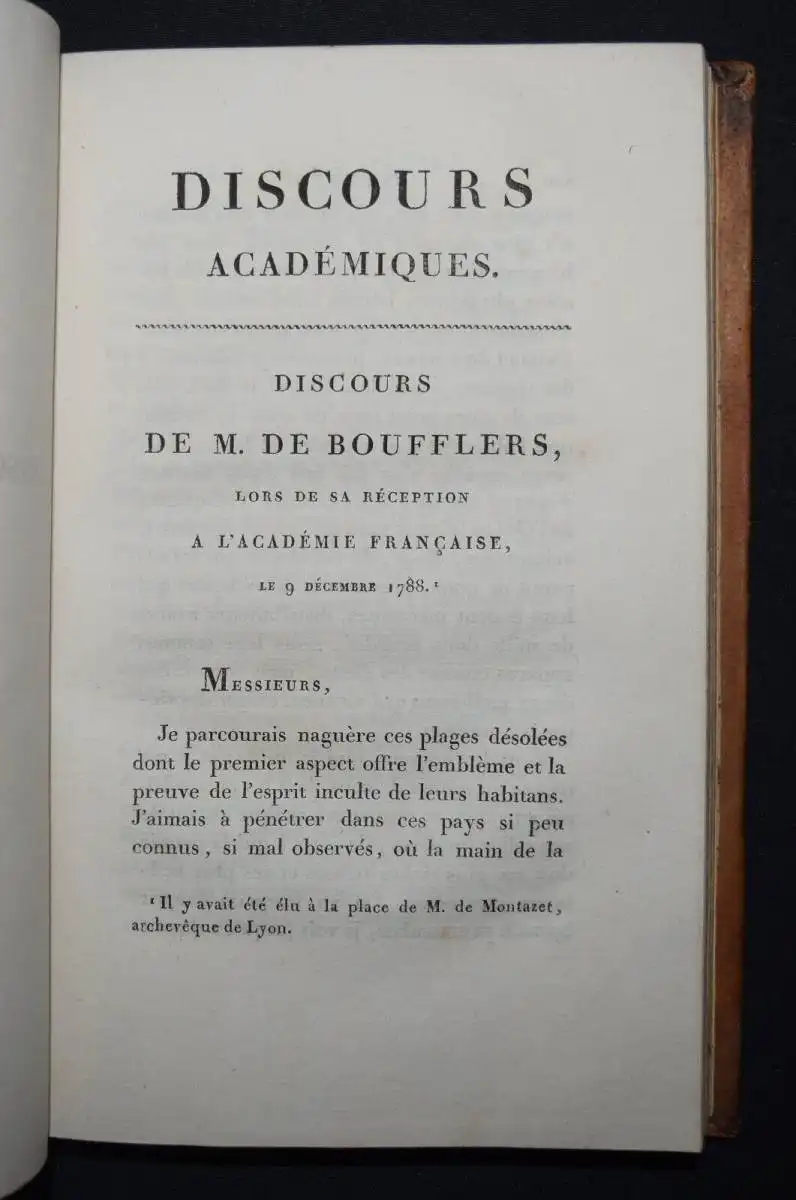 DISCOURS
ACADÉMIQUES.
DISCOURS
DE M. DE BOUFFLERS,
LORS DE SA RÉCEPTION
A L'ACADÉMIE FRANÇAISE,
LE 9 DÉCEMBRE 1788.¹
MESSIEURS,
Je parcourais naguère ces plages désolées
dont le premier aspect offre l'emblème et la
preuve de l'esprit inculte de leurs habitans.
J'aimais à pénétrer dans ces pays si peu
connus, si mal observés, où la main de la
¹ Il y avait été élu à la place de M. de Montazet,
archevêque de Lyon.